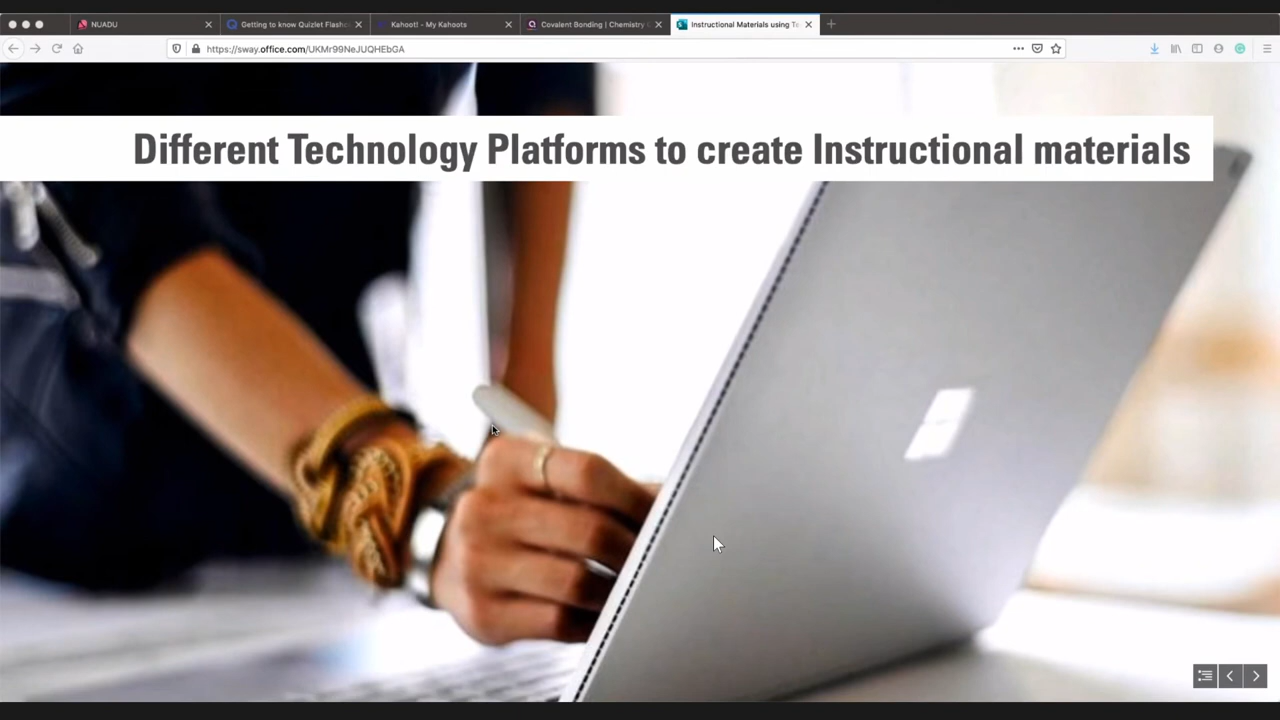 NUADU
Getting to know Quizlet Flashc
Kahoot! - My Kahoots
Covalent Bonding | Chemistry
Instructional Materials using Te
https://sway.office.com/UKMr99NeJUQHEbGA
Different Technology Platforms to create Instructional materials